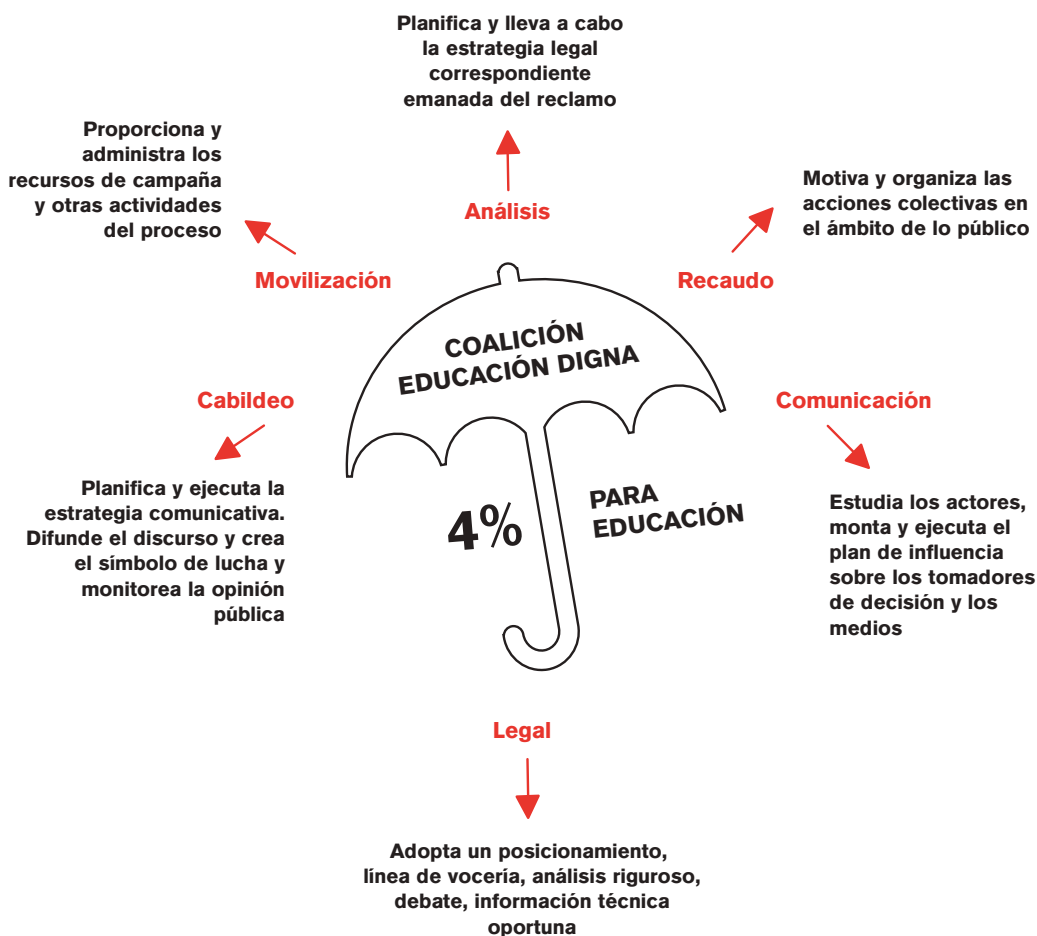 Planifica y lleva a cabo
la estrategia legal
correspondiente
emanada del reclamo
Análisis
Proporciona y
administra los
recursos de campaña
y otras actividades
del proceso
Movilización
Motiva y organiza las
acciones colectivas en
el ámbito de lo público
Recaudo
COALICIÓN
EDUCACIÓN DIGNA
4%
PARA
EDUCACIÓN
Cabildeo
Planifica y ejecuta la
estrategia comunicativa.
Difunde el discurso y crea
el símbolo de lucha y
monitorea la opinión
pública
Comunicación
Estudia los actores,
monta y ejecuta el
plan de influencia
sobre los tomadores
de decisión y los
medios
Legal
Adopta un posicionamiento,
línea de vocería, análisis riguroso,
debate, información técnica
oportuna